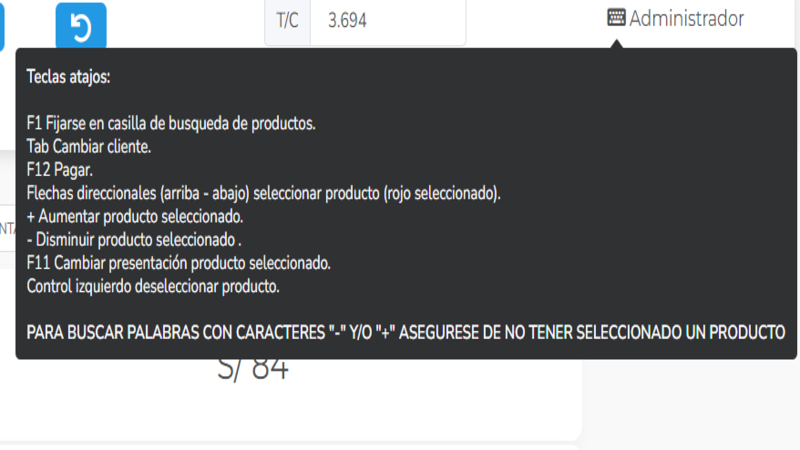 T/C 3.694 Administrador
Teclas atajos:
F1 Fijarse en casilla de busqueda de productos.
Tab Cambiar cliente.
F12 Pagar.
Flechas direccionales (arriba - abajo) seleccionar producto (rojo seleccionado).
+ Aumentar producto seleccionado.
- Disminuir producto seleccionado .
F11 Cambiar presentación producto seleccionado.
Control izquierdo deseleccionar producto.
PARA BUSCAR PALABRAS CON CARACTERES "-" Y/O "+" ASEGURESE DE NO TENER SELECCIONADO UN PRODUCTO
S/ 84